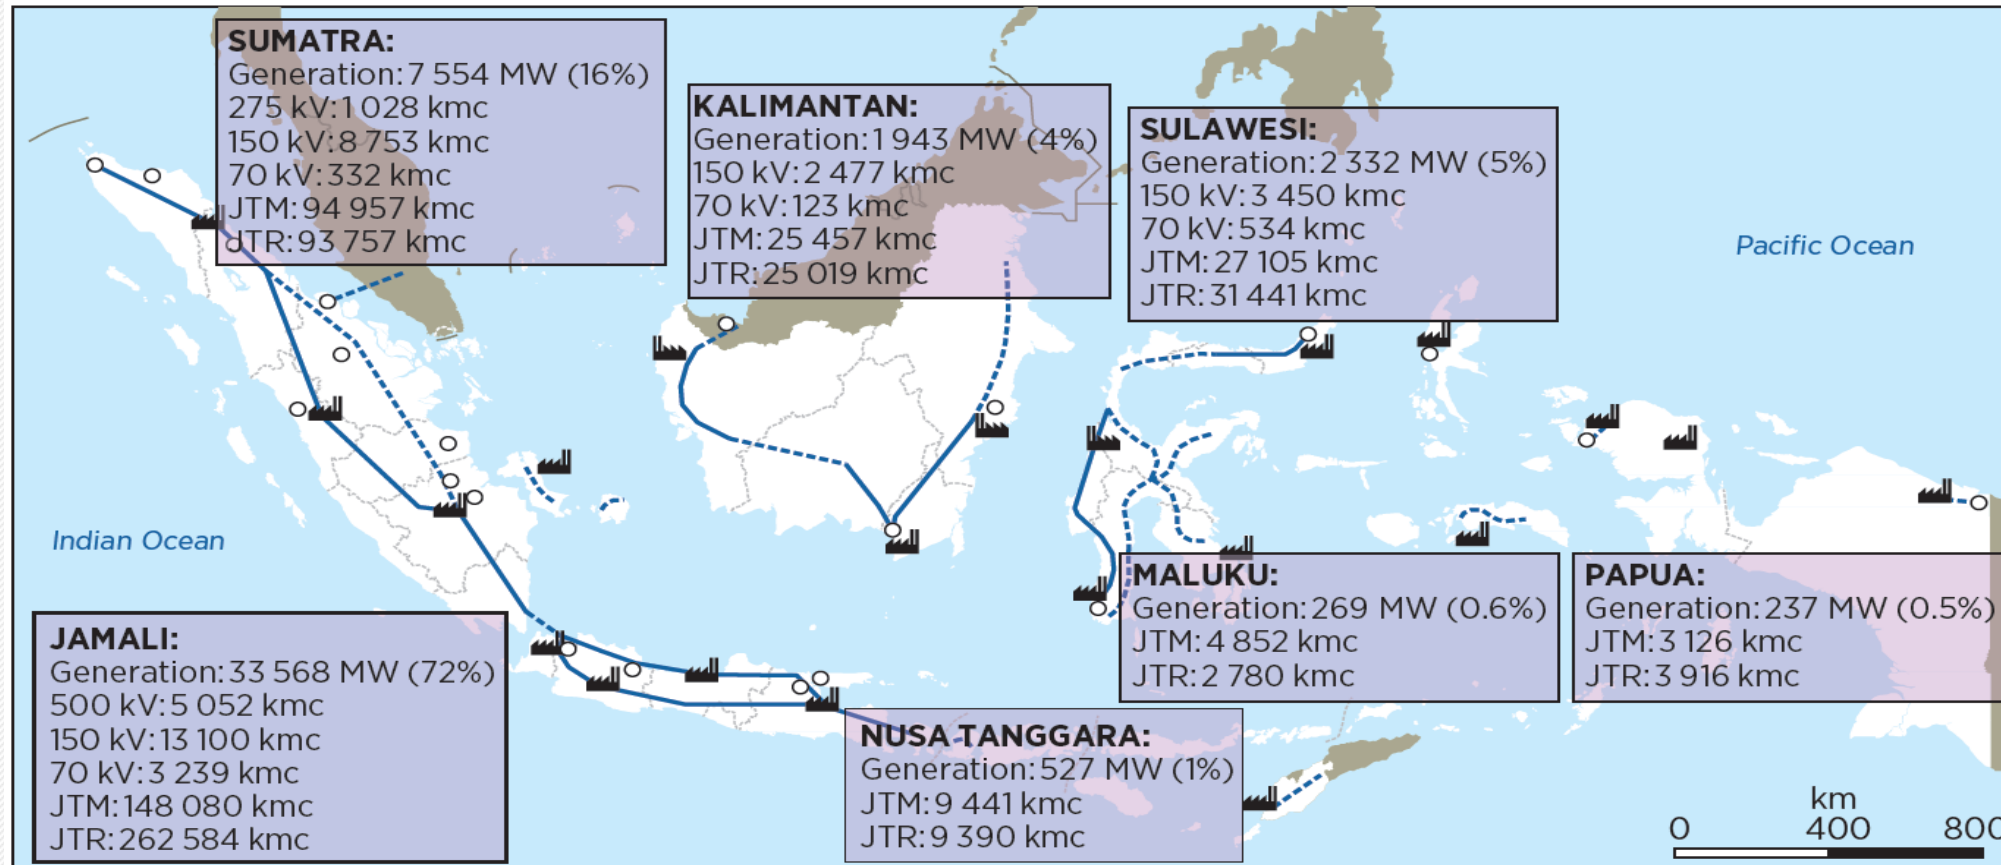 SUMATRA:
Generation: 7 554 MW (16%)
275 kV: 1 028 kmc
150 kV: 8 753 kmc
70 kV: 332 kmc
JTM: 94 957 kmc
JTR: 93 757 kmc
KALIMANTAN:
Generation: 1 943 MW (4%)
150 kV: 2 477 kmc
70 kV: 123 kmc
JTM: 25 457 kmc
JTR: 25 019 kmc
SULAWESI:
Generation: 2 332 MW (5%)
150 kV: 3 450 kmc
70 kV: 534 kmc
JTM: 27 105 kmc
JTR: 31 441 kmc
Pacific Ocean
Indian Ocean
JAMALI:
Generation: 33 568 MW (72%)
500 kV: 5 052 kmc
150 kV: 13 100 kmc
70 kV: 3 239 kmc
JTM: 148 080 kmc
JTR: 262 584 kmc
NUSA TANGGARA:
Generation: 527 MW (1%)
JTM: 9 441 kmc
JTR: 9 390 kmc
MALUKU:
Generation: 269 MW (0.6%)
JTM: 4 852 kmc
JTR: 2 780 kmc
PAPUA:
Generation: 237 MW (0.5%)
JTM: 3 126 kmc
JTR: 3 916 kmc
km
0 400 800